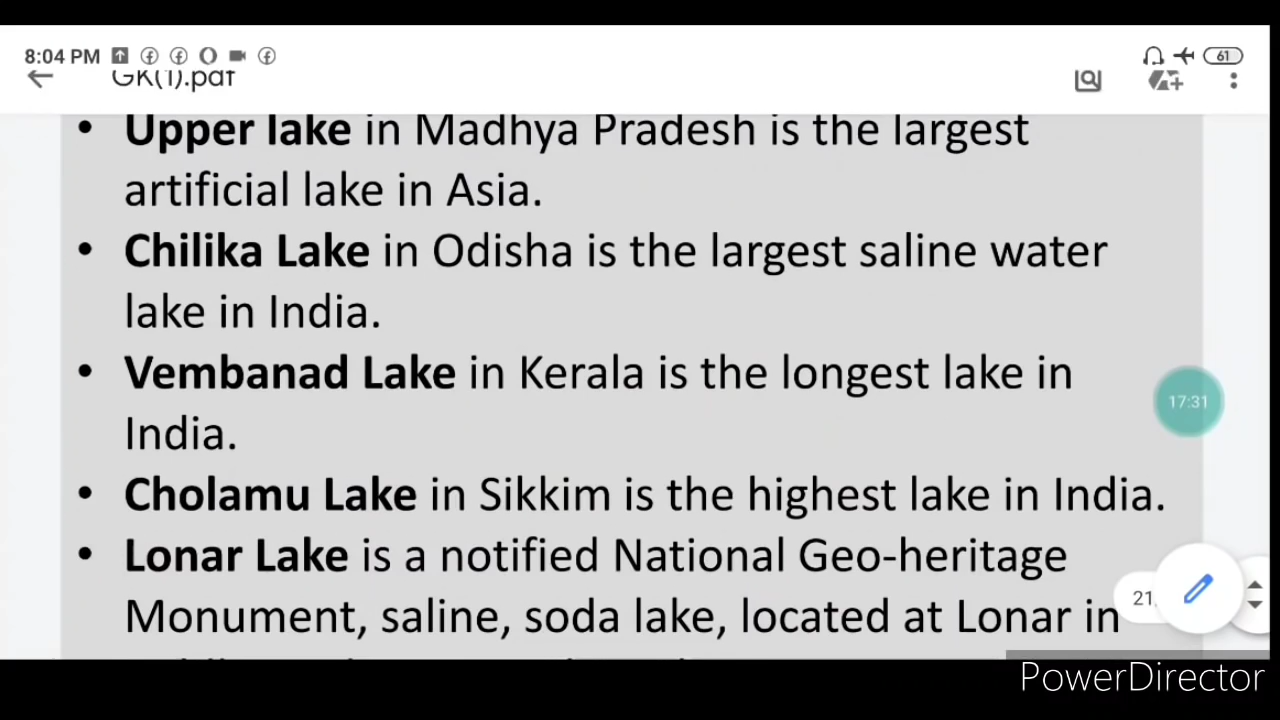 8:04 PM
61
GK(1).pdf
• Upper lake in Madhya Pradesh is the largest
artificial lake in Asia.
• Chilika Lake in Odisha is the largest saline water
lake in India.
• Vembanad Lake in Kerala is the longest lake in
India.
17:31
• Cholamu Lake in Sikkim is the highest lake in India.
• Lonar Lake is a notified National Geo-heritage
21
Monument, saline, soda lake, located at Lonar in
PowerDirector